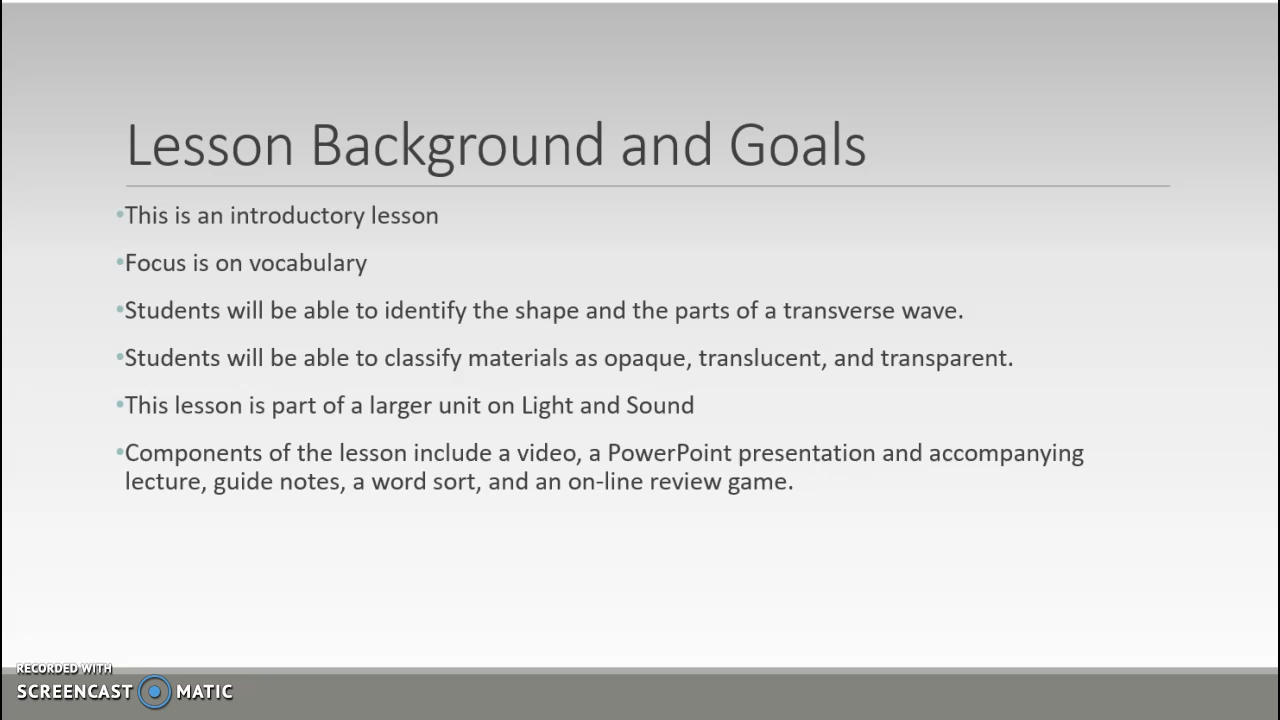 Lesson Background and Goals
•This is an introductory lesson
•Focus is on vocabulary
•Students will be able to identify the shape and the parts of a transverse wave.
•Students will be able to classify materials as opaque, translucent, and transparent.
•This lesson is part of a larger unit on Light and Sound
•Components of the lesson include a video, a PowerPoint presentation and accompanying
lecture, guide notes, a word sort, and an on-line review game.
RECORDED WITH
SCREENCAST MATIC